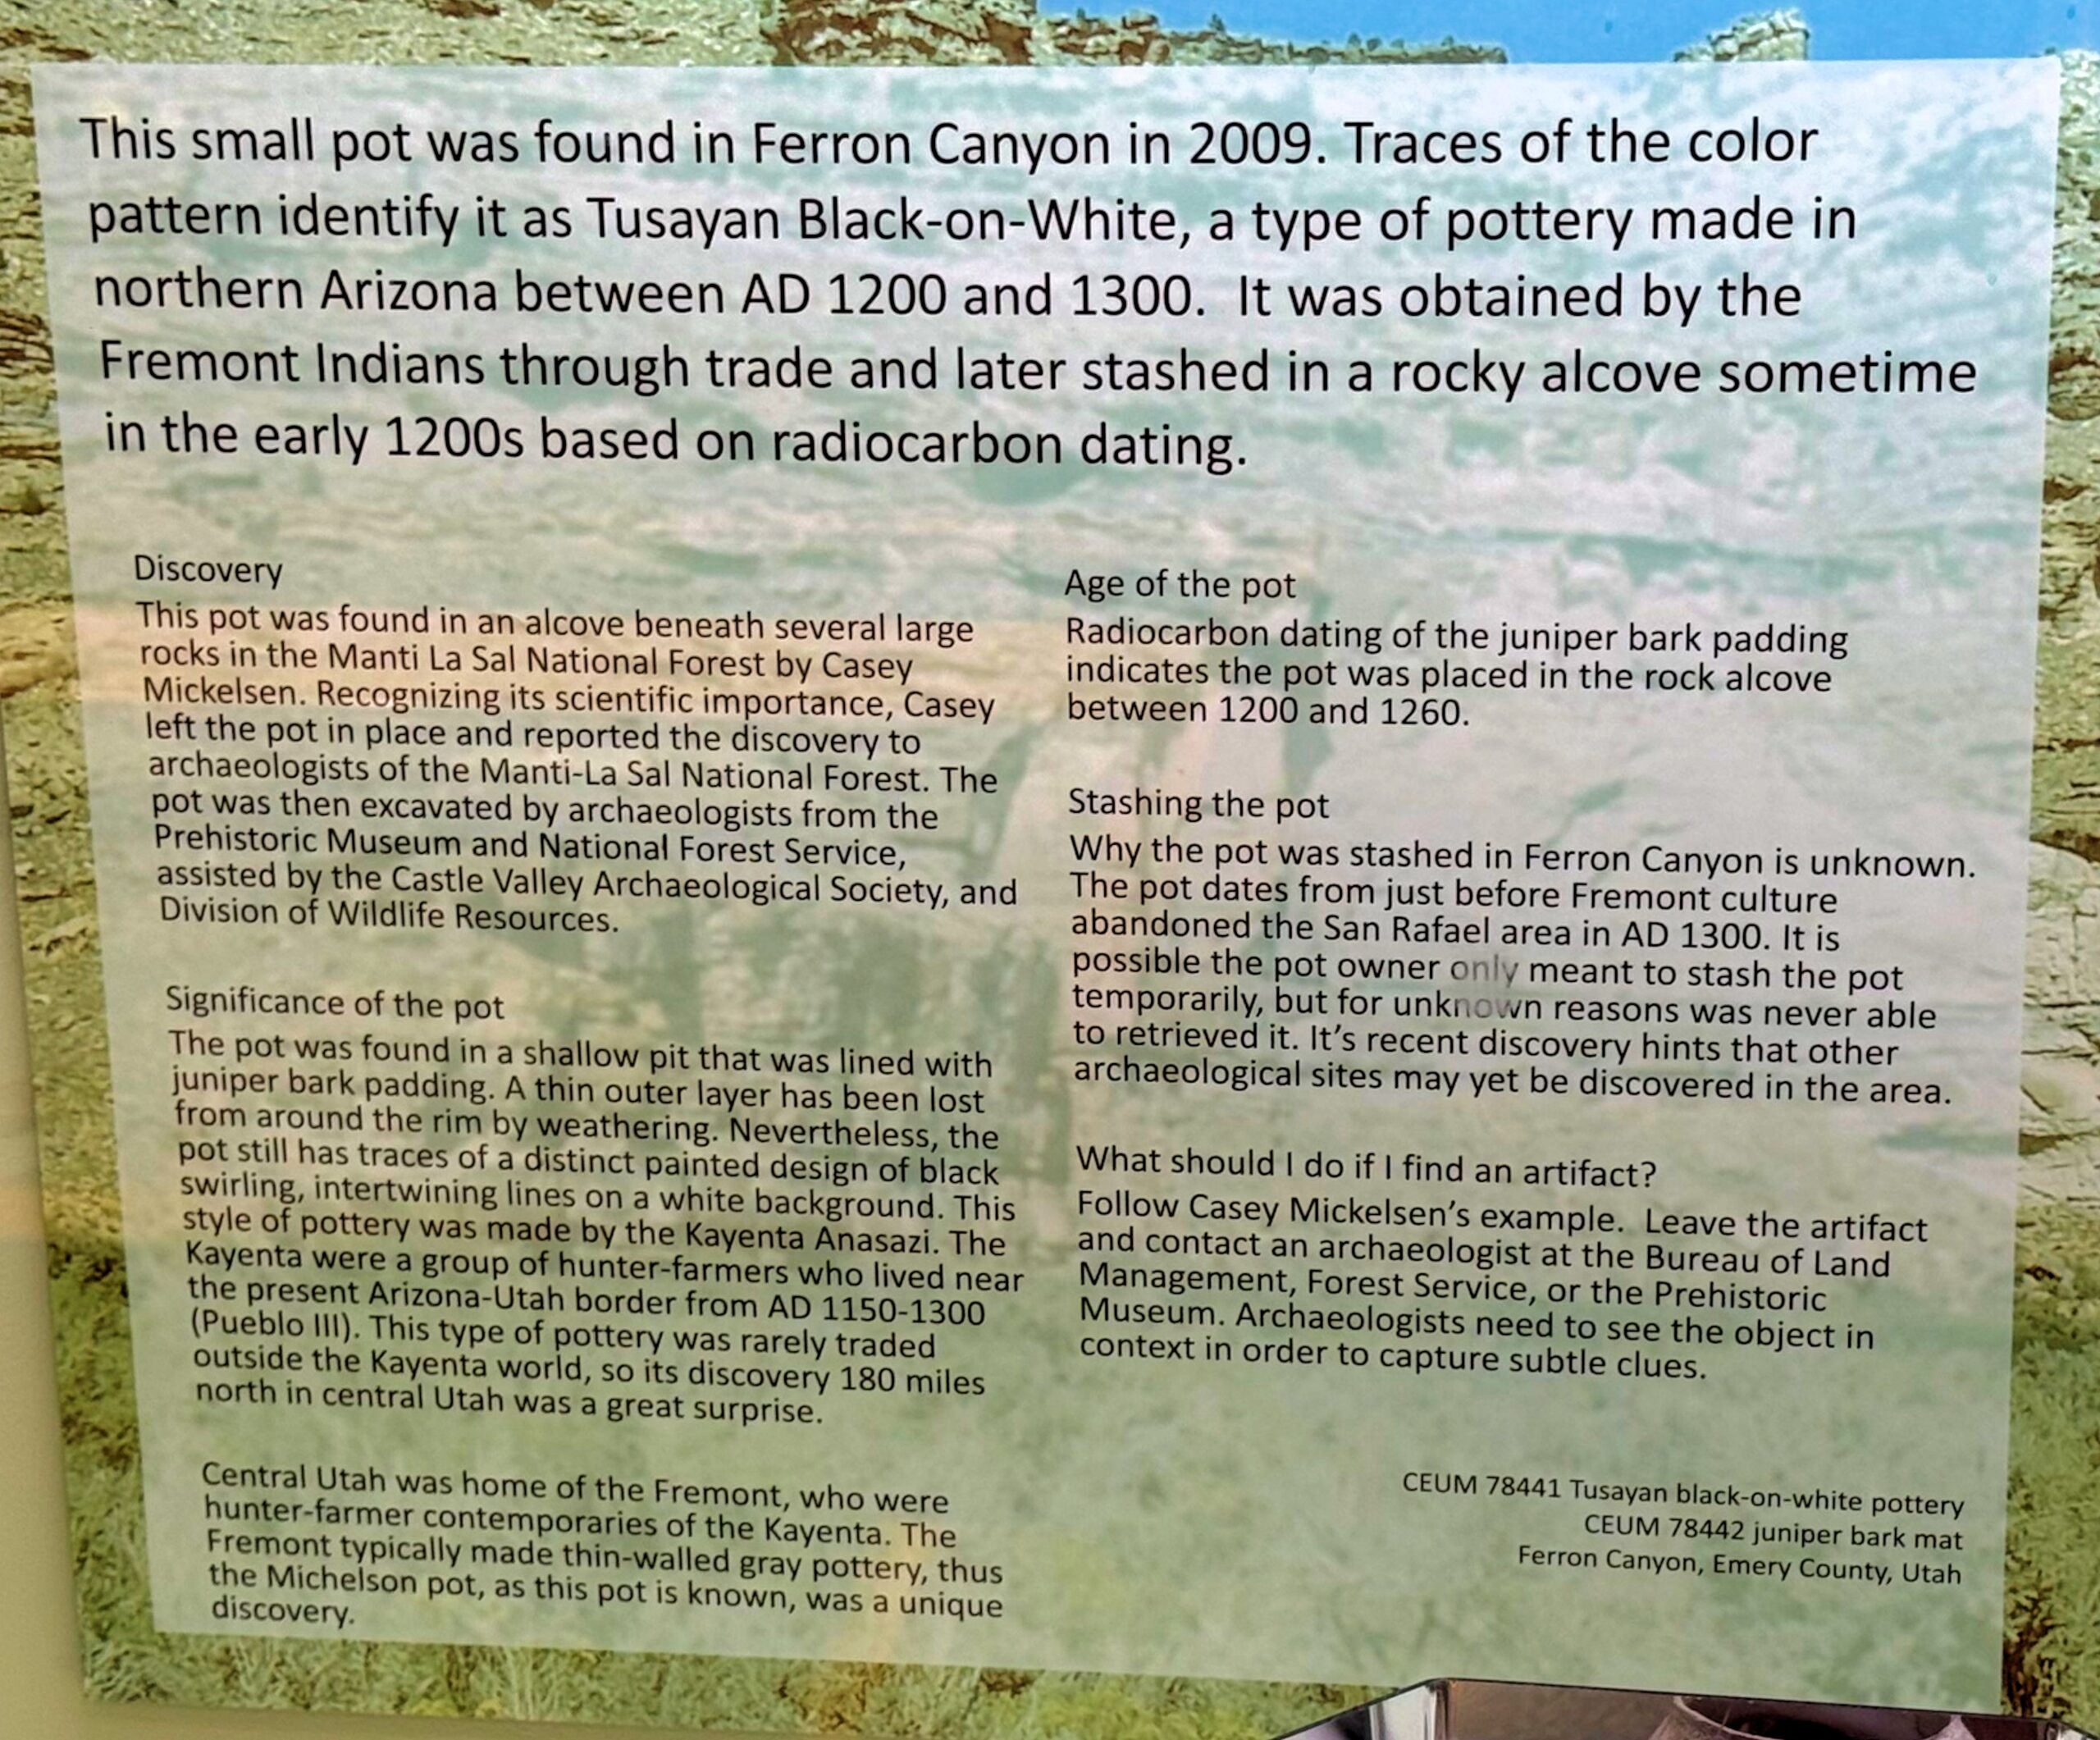 This small pot was found in Ferron Canyon in 2009. Traces of the color
pattern identify it as Tusayan Black-on-White, a type of pottery made in
northern Arizona between AD 1200 and 1300.  It was obtained by the
Fremont Indians through trade and later stashed in a rocky alcove sometime
in the early 1200s based on radiocarbon dating.
Discovery
This pot was found in an alcove beneath several large
rocks in the Manti La Sal National Forest by Casey
Mickelsen. Recognizing its scientific importance, Casey
left the pot in place and reported the discovery to
archaeologists of the Manti-La Sal National Forest. The
pot was then excavated by archaeologists from the
Prehistoric Museum and National Forest Service,
assisted by the Castle Valley Archaeological Society, and
Division of Wildlife Resources.
Significance of the pot
The pot was found in a shallow pit that was lined with
juniper bark padding. A thin outer layer has been lost
from around the rim by weathering. Nevertheless, the
pot still has traces of a distinct painted design of black
swirling, intertwining lines on a white background. This
style of pottery was made by the Kayenta Anasazi. The
Kayenta were a group of hunter-farmers who lived near
the present Arizona-Utah border from AD 1150-1300
(Pueblo III). This type of pottery was rarely traded
outside the Kayenta world, so its discovery 180 miles
north in central Utah was a great surprise.
Central Utah was home of the Fremont, who were
hunter-farmer contemporaries of the Kayenta. The
Fremont typically made thin-walled gray pottery, thus
the Michelson pot, as this pot is known, was a unique
discovery.
Age of the pot
Radiocarbon dating of the juniper bark padding
indicates the pot was placed in the rock alcove
between 1200 and 1260.
Stashing the pot
Why the pot was stashed in Ferron Canyon is unknown.
The pot dates from just before Fremont culture
abandoned the San Rafael area in AD 1300. It is
possible the pot owner only meant to stash the pot
temporarily, but for unknown reasons was never able
to retrieved it. It's recent discovery hints that other
archaeological sites may yet be discovered in the area.
What should I do if I find an artifact?
Follow Casey Mickelsen's example.  Leave the artifact
and contact an archaeologist at the Bureau of Land
Management, Forest Service, or the Prehistoric
Museum. Archaeologists need to see the object in
context in order to capture subtle clues.
CEUM 78441 Tusayan black-on-white pottery
CEUM 78442 juniper bark mat
Ferron Canyon, Emery County, Utah